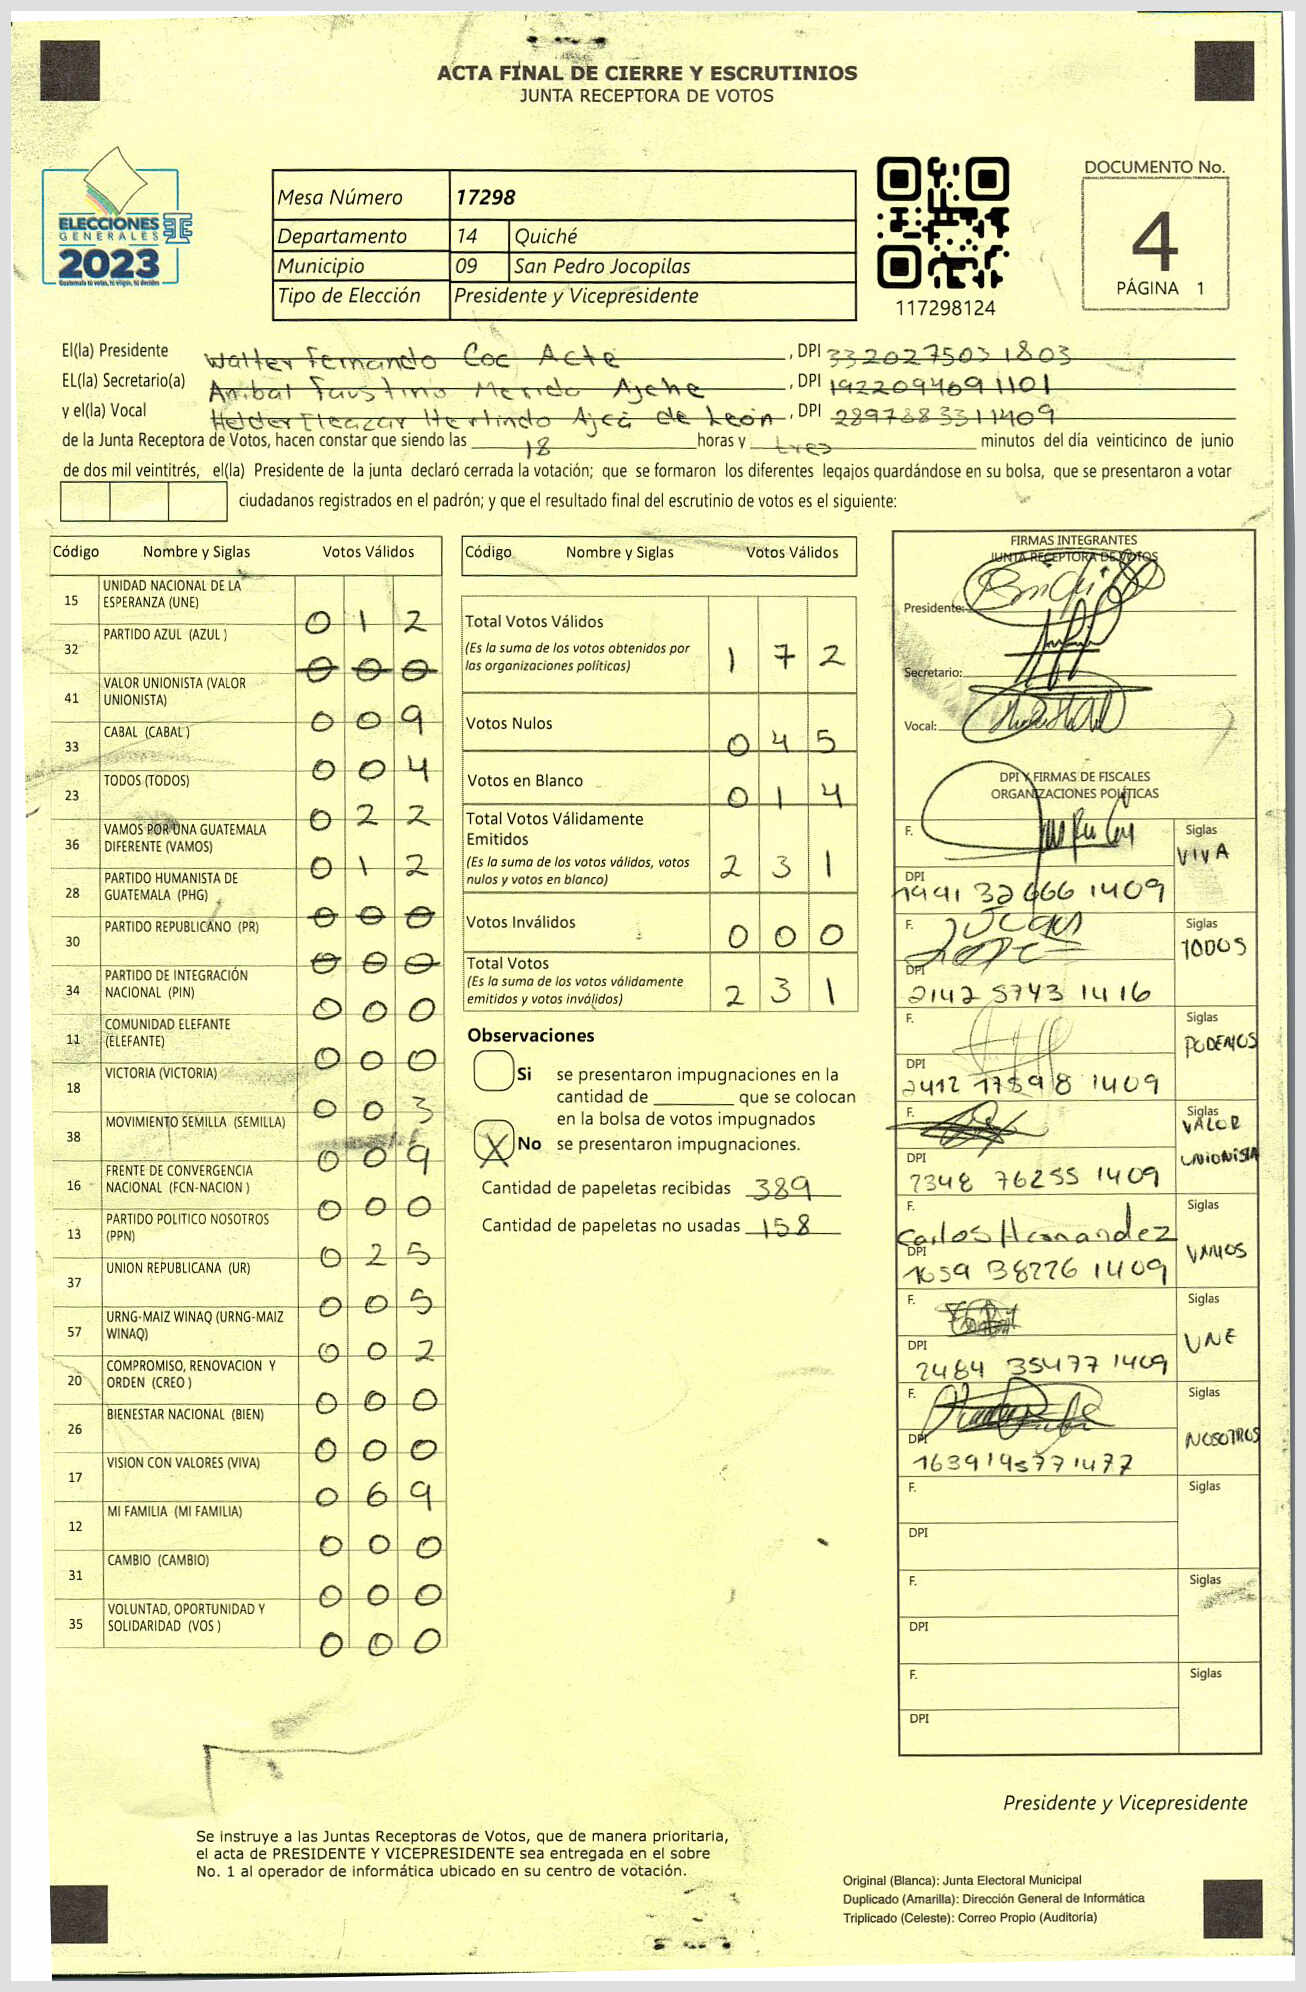 ACTA FINAL DE CIERRE Y ESCRUTINIOS
JUNTA RECEPTORA DE VOTOS
ELECCIONES
GENERALES
2023
Guatemala tú votas, tú eliges, tú decides
Mesa Número 17298
Departamento 14 Quiché
Municipio 09 San Pedro Jocopilas
Tipo de Elección Presidente y Vicepresidente
117298124
DOCUMENTO No.
4
PÁGINA 1
El(la) Presidente Walter Fernando Coc Acté, DPI 3320275031803
EL(la) Secretario(a) Anibal Faustino Merida Ajche, DPI 1922094691101
y el(la) Vocal Helder Eleazar Herlindo Ajca de León, DPI 2897883311409
de la Junta Receptora de Votos, hacen constar que siendo las 18 horas y tres minutos del día veinticinco de junio
de dos mil veintitrés, el(la) Presidente de la junta declaró cerrada la votación; que se formaron los diferentes legajos guardándose en su bolsa, que se presentaron a votar
ciudadanos registrados en el padrón; y que el resultado final del escrutinio de votos es el siguiente:
Código Nombre y Siglas Votos Válidos
15 UNIDAD NACIONAL DE LA
ESPERANZA (UNE) 0 1 2
32 PARTIDO AZUL (AZUL ) 0 0 0
41 VALOR UNIONISTA (VALOR
UNIONISTA) 0 0 9
33 CABAL (CABAL ) 0 0 4
23 TODOS (TODOS) 0 2 2
36 VAMOS POR UNA GUATEMALA
DIFERENTE (VAMOS) 0 1 2
28 PARTIDO HUMANISTA DE
GUATEMALA (PHG) 0 0 0
30 PARTIDO REPUBLICANO (PR) 0 0 0
34 PARTIDO DE INTEGRACIÓN
NACIONAL (PIN) 0 0 0
11 COMUNIDAD ELEFANTE
(ELEFANTE) 0 0 0
18 VICTORIA (VICTORIA) 0 0 3
38 MOVIMIENTO SEMILLA (SEMILLA) 0 0 9
16 FRENTE DE CONVERGENCIA
NACIONAL (FCN-NACION ) 0 0 0
13 PARTIDO POLITICO NOSOTROS
(PPN) 0 2 5
37 UNION REPUBLICANA (UR) 0 0 5
57 URNG-MAIZ WINAQ (URNG-MAIZ
WINAQ) 0 0 2
20 COMPROMISO, RENOVACION Y
ORDEN (CREO ) 0 0 0
26 BIENESTAR NACIONAL (BIEN) 0 0 0
17 VISION CON VALORES (VIVA) 0 6 9
12 MI FAMILIA (MI FAMILIA) 0 0 0
31 CAMBIO (CAMBIO) 0 0 0
35 VOLUNTAD, OPORTUNIDAD Y
SOLIDARIDAD (VOS ) 0 0 0
Código Nombre y Siglas Votos Válidos
Total Votos Válidos
(Es la suma de los votos obtenidos por
las organizaciones políticas) 1 7 2
Votos Nulos 0 4 5
Votos en Blanco 0 1 4
Total Votos Válidamente
Emitidos
(Es la suma de los votos válidos, votos
nulos y votos en blanco) 2 3 1
Votos Inválidos 0 0 0
Total Votos
(Es la suma de los votos válidamente
emitidos y votos inválidos) 2 3 1
Observaciones
Si se presentaron impugnaciones en la
cantidad de que se colocan
en la bolsa de votos impugnados
X No se presentaron impugnaciones.
Cantidad de papeletas recibidas 389
Cantidad de papeletas no usadas 158
FIRMAS INTEGRANTES
JUNTA RECEPTORA DE VOTOS
Presidente:
Secretario:
Vocal:
DPI Y FIRMAS DE FISCALES
ORGANIZACIONES POLÍTICAS
F. Siglas
VIVA
DPI
1991 32666 1409
F. Siglas
TODOS
DPI
2142 5743 1416
F. Siglas
PODEMOS
DPI
2412 17598 1409
F. Siglas
VALOR
UNIONISTA
DPI
2348 76255 1409
F. Siglas
Carlos Hernandez
VAMOS
DPI
1659 38226 1409
F. Siglas
UNE
DPI
2484 35477 1409
F. Siglas
NOSOTROS
DPI
1639195771477
F. Siglas
DPI
F. Siglas
DPI
F. Siglas
DPI
Presidente y Vicepresidente
Se instruye a las Juntas Receptoras de Votos, que de manera prioritaria,
el acta de PRESIDENTE Y VICEPRESIDENTE sea entregada en el sobre
No. 1 al operador de informática ubicado en su centro de votación.
Original (Blanca): Junta Electoral Municipal
Duplicado (Amarilla): Dirección General de Informática
Triplicado (Celeste): Correo Propio (Auditoría)